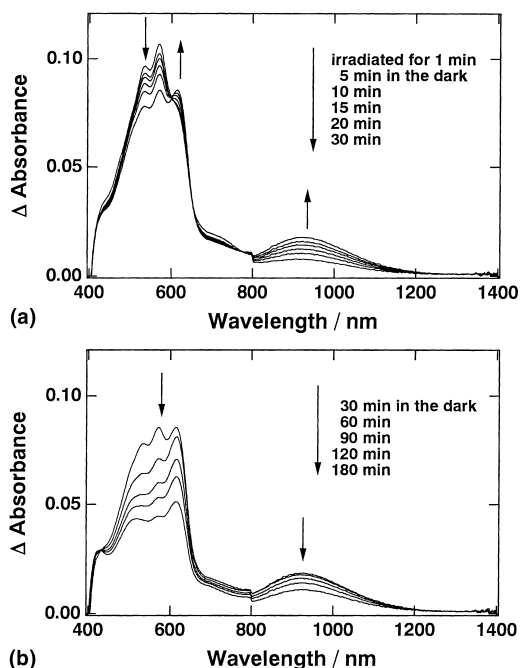 0.10
0.05
0.00
Δ Absorbance
irradiated for 1 min
5 min in the dark
10 min
15 min
20 min
30 min
400 600 800 1000 1200 1400
(a)
Wavelength / nm
0.10
0.05
0.00
Δ Absorbance
30 min in the dark
60 min
90 min
120 min
180 min
400 600 800 1000 1200 1400
(b)
Wavelength / nm